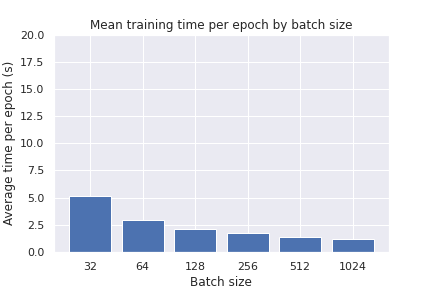 Mean training time per epoch by batch size
Average time per epoch (s)
20.0
17.5
15.0
12.5
10.0
7.5
5.0
2.5
0.0
32 64 128 256 512 1024
Batch size